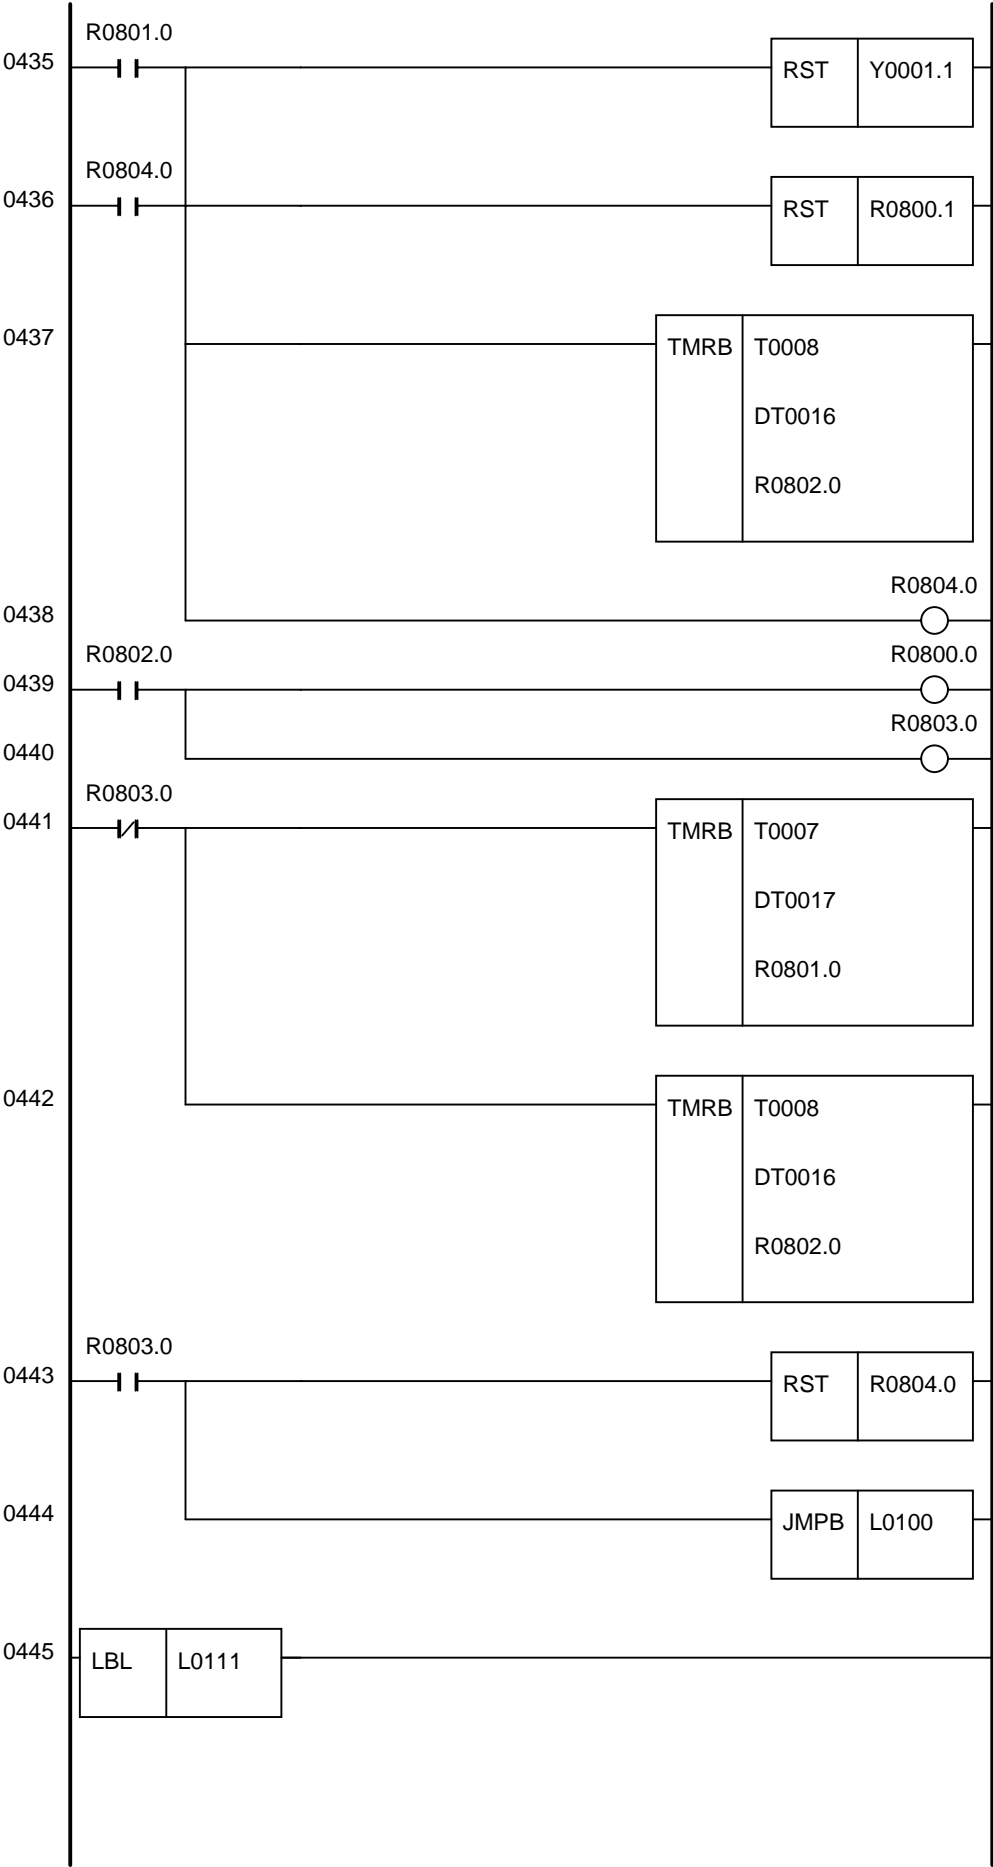 R0801.0
0435 RST Y0001.1
R0804.0
0436 RST R0800.1
0437 TMRB T0008
DT0016
R0802.0
R0804.0
0438
R0802.0 R0800.0
0439
R0803.0
0440
R0803.0
0441 TMRB T0007
DT0017
R0801.0
0442 TMRB T0008
DT0016
R0802.0
R0803.0
0443 RST R0804.0
0444 JMPB L0100
0445 LBL L0111